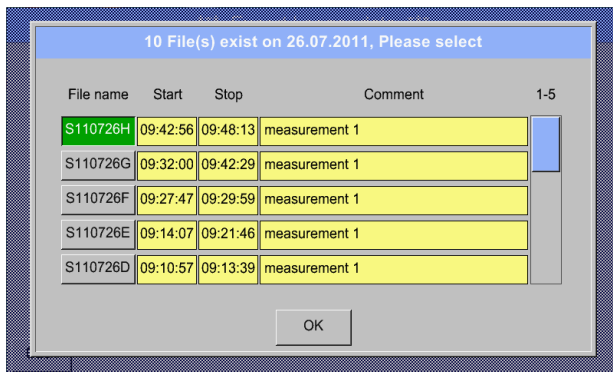 10 File(s) exist on 26.07.2011, Please select
File name Start Stop Comment 1-5
S110726H 09:42:56 09:48:13 measurement 1
S110726G 09:32:00 09:42:29 measurement 1
S110726F 09:27:47 09:29:59 measurement 1
S110726E 09:14:07 09:21:46 measurement 1
S110726D 09:10:57 09:13:39 measurement 1
OK